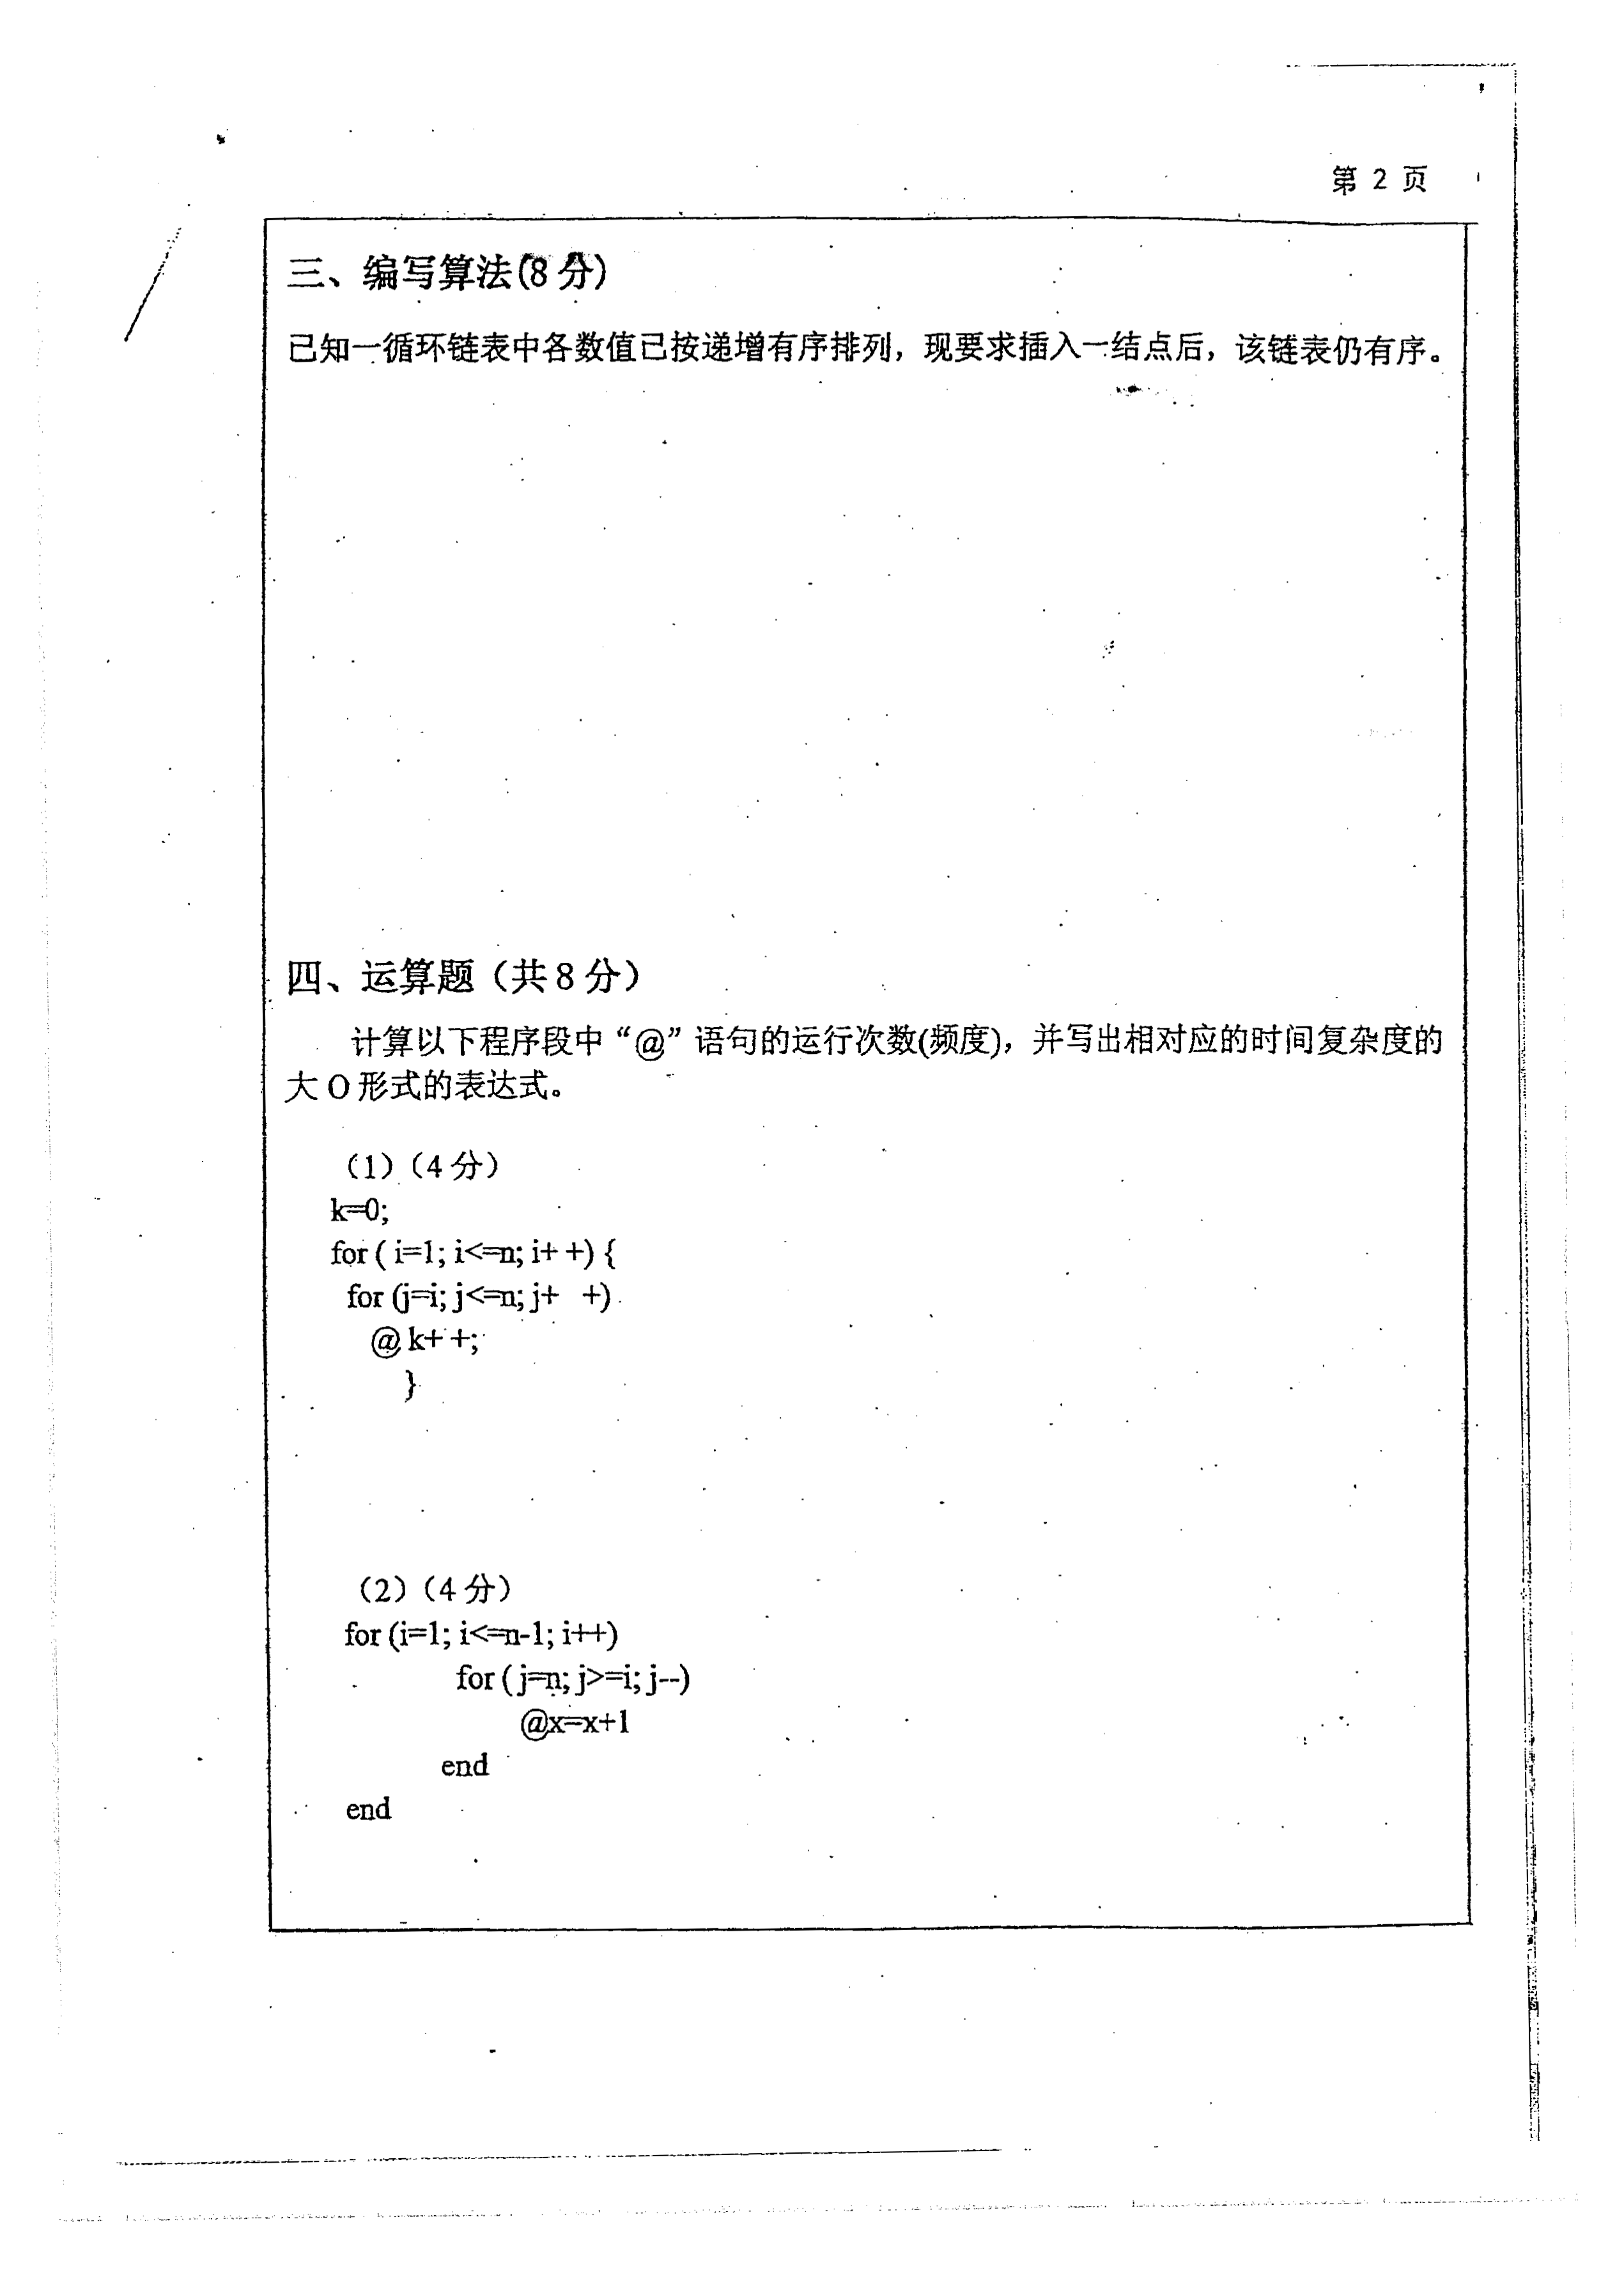 第 2 页
三、编写算法(8 分)
已知一循环链表中各数值已按递增有序排列，现要求插入一结点后，该链表仍有序。
四、运算题（共 8 分）
计算以下程序段中“@”语句的运行次数(频度)，并写出相对应的时间复杂度的
大 O 形式的表达式。
（1）（4 分）
k=0;
for ( i=1; i<=n; i+ +) {
for (j=i; j<=n; j+ +)
@ k+ +;
}
（2）（4 分）
for (i=1; i<=n-1; i++)
for ( j=n; j>=i; j--)
@x=x+1
end
end